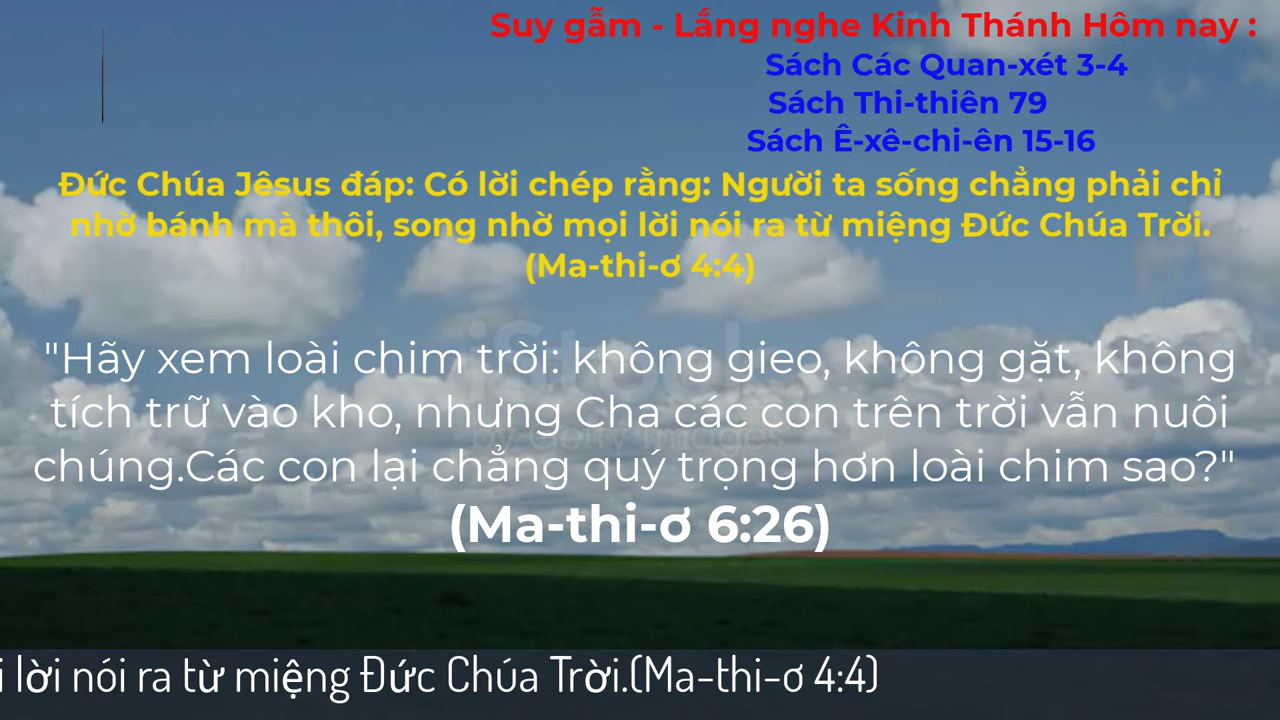 Suy gẫm - Lắng nghe Kinh Thánh Hôm nay :
Sách Các Quan-xét 3-4
Sách Thi-thiên 79
Sách Ê-xê-chi-ên 15-16
Đức Chúa Jêsus đáp: Có lời chép rằng: Người ta sống chẳng phải chỉ
nhờ bánh mà thôi, song nhờ mọi lời nói ra từ miệng Đức Chúa Trời.
(Ma-thi-ơ 4:4)
"Hãy xem loài chim trời: không gieo, không gặt, không
tích trữ vào kho, nhưng Cha các con trên trời vẫn nuôi
chúng.Các con lại chẳng quý trọng hơn loài chim sao?"
(Ma-thi-ơ 6:26)
iStock
by Getty Images
i lời nói ra từ miệng Đức Chúa Trời.(Ma-thi-ơ 4:4)